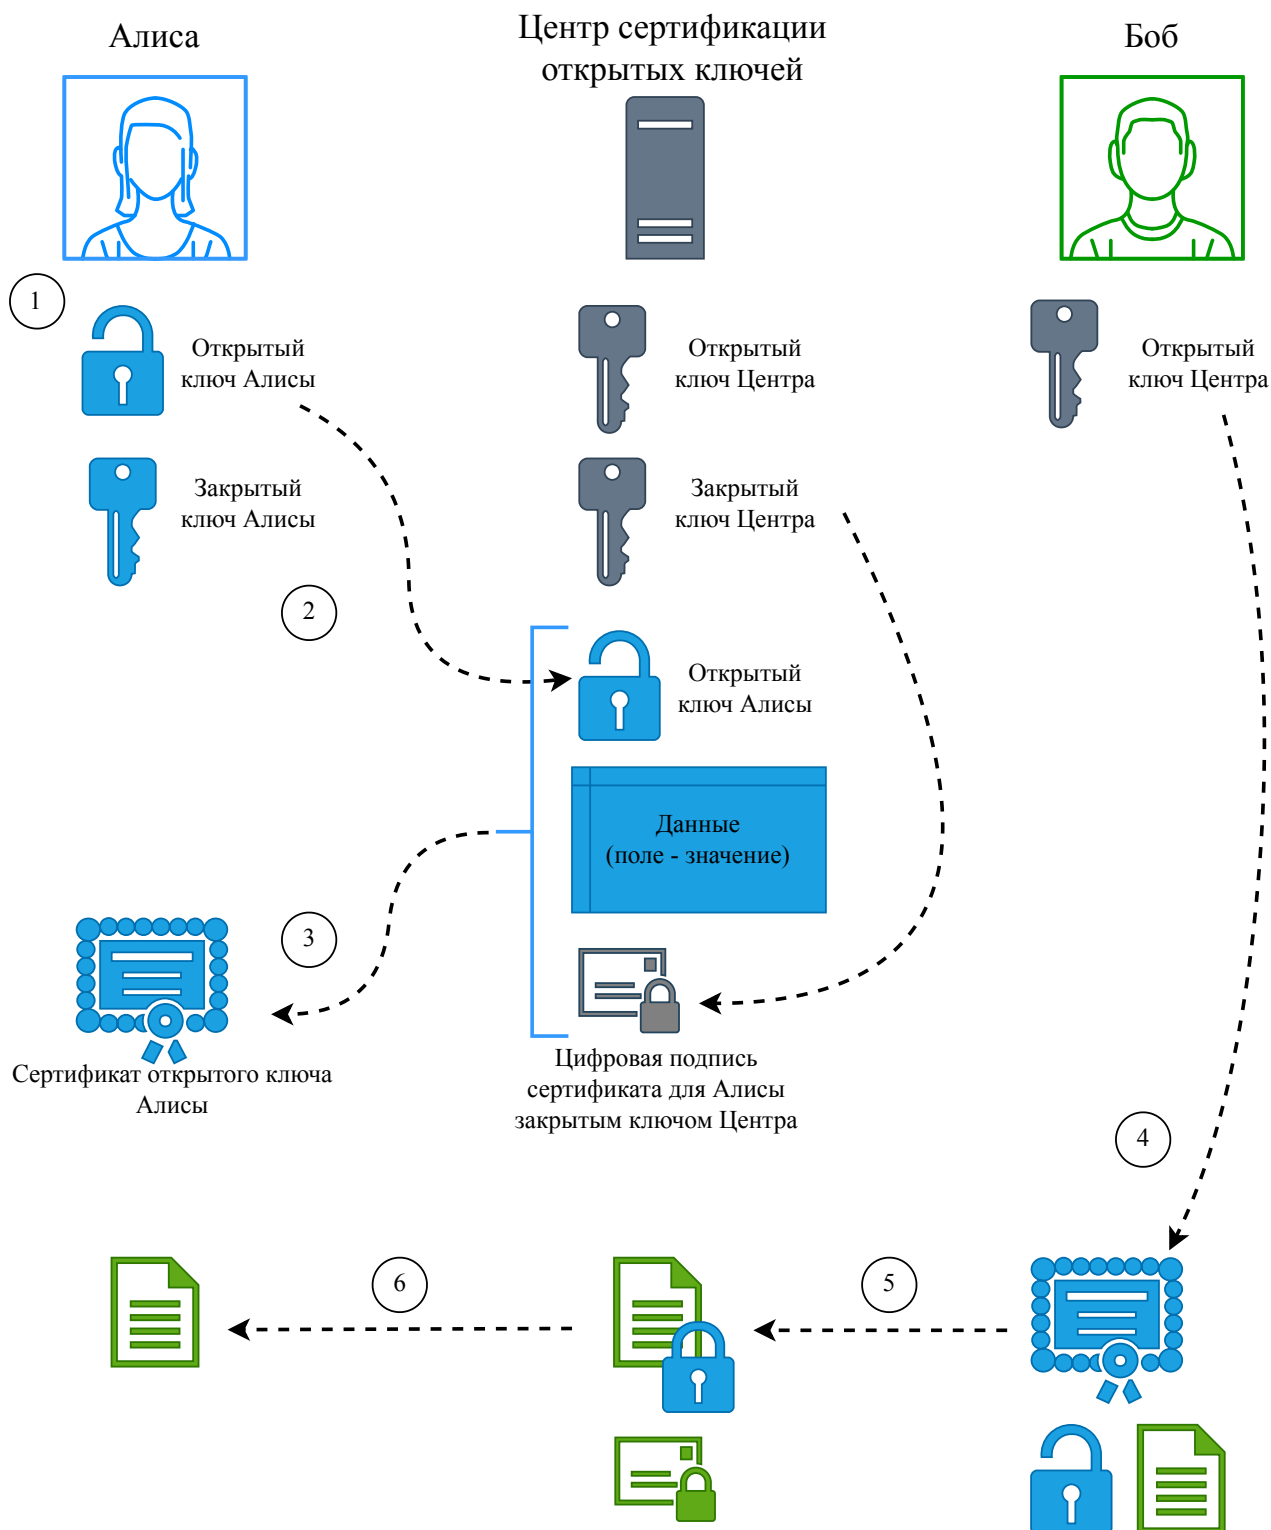 Алиса
Центр сертификации
открытых ключей
Боб
1
Открытый
ключ Алисы
Открытый
ключ Центра
Открытый
ключ Центра
Закрытый
ключ Алисы
Закрытый
ключ Центра
2
Открытый
ключ Алисы
Данные
(поле - значение)
3
Сертификат открытого ключа
Алисы
Цифровая подпись
сертификата для Алисы
закрытым ключом Центра
4
5
6